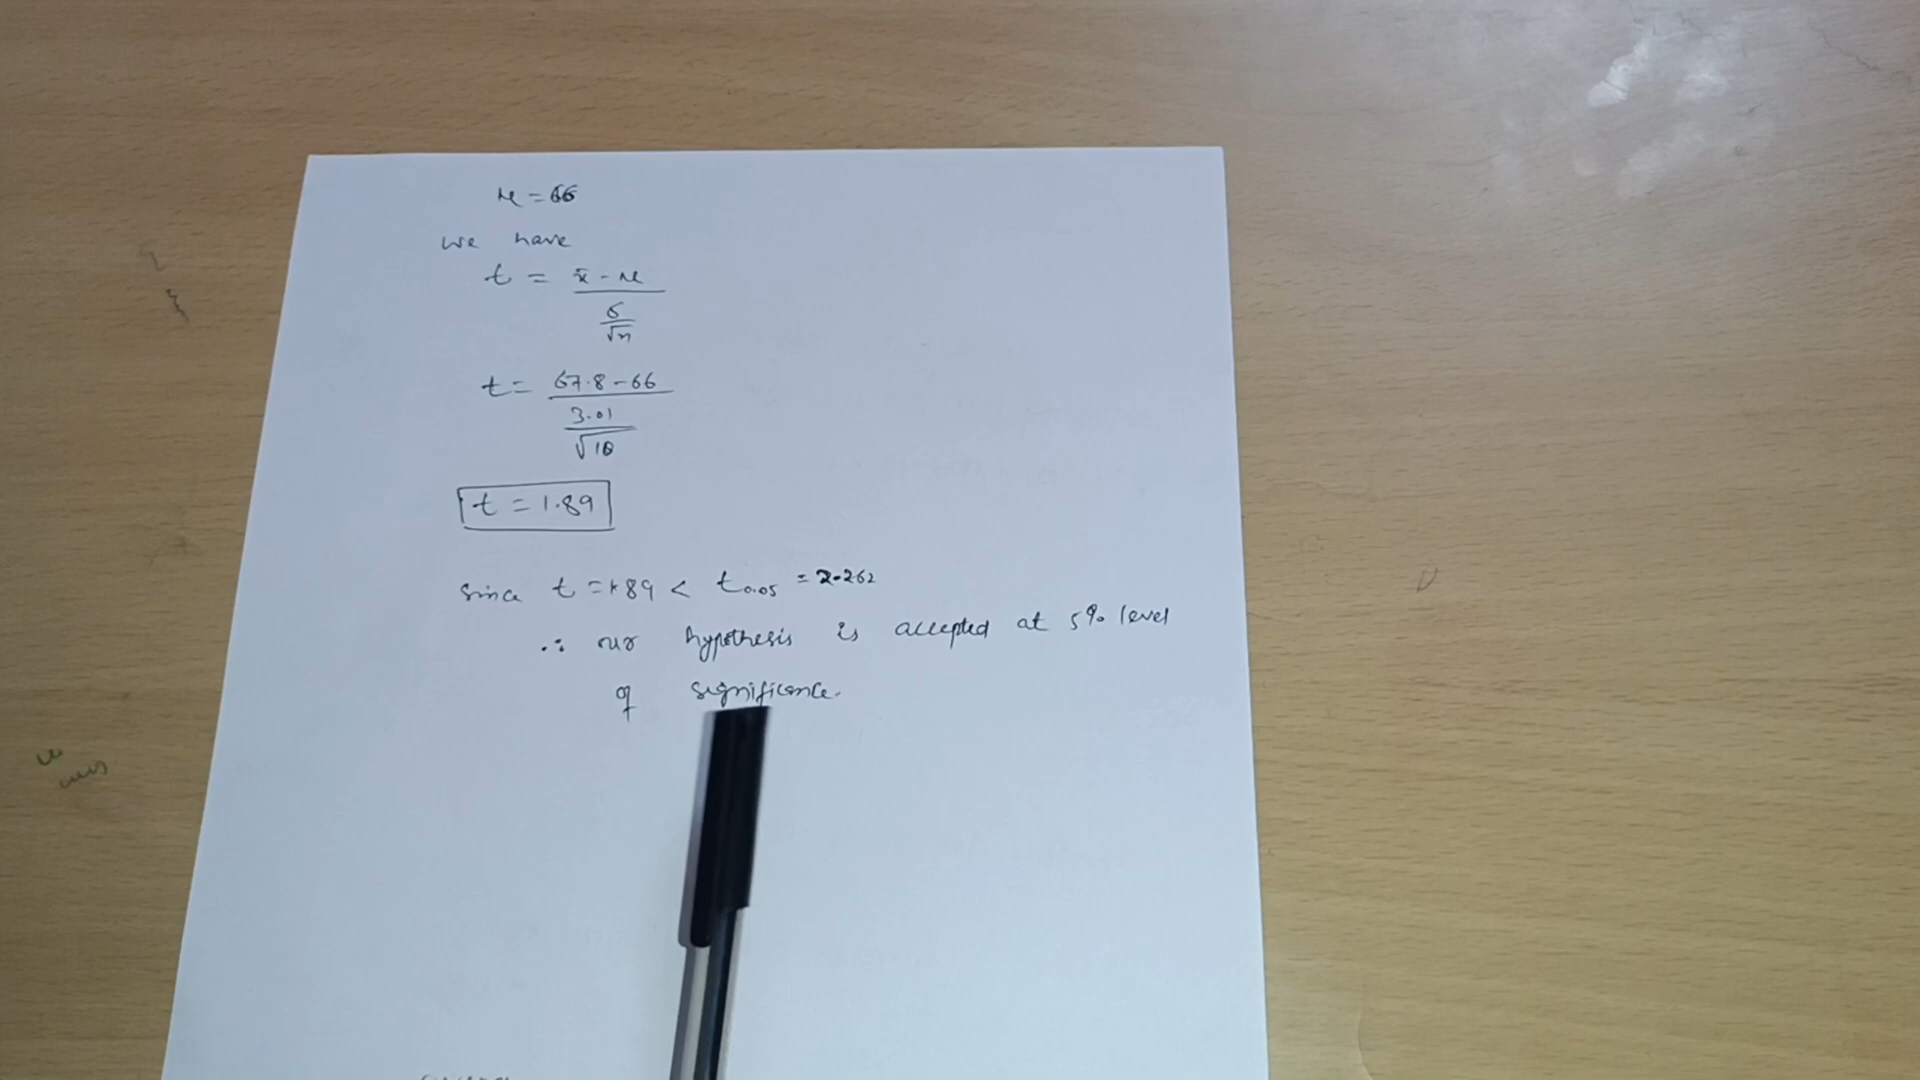 μ = 66
we have
t = x̄ - μ
σ
√n
t = 67.8 - 66
3.01
√10
t = 1.89
since t = 1.89 < t0.05 = 2.262
∴ our hypothesis is accepted at 5% level
of significance.